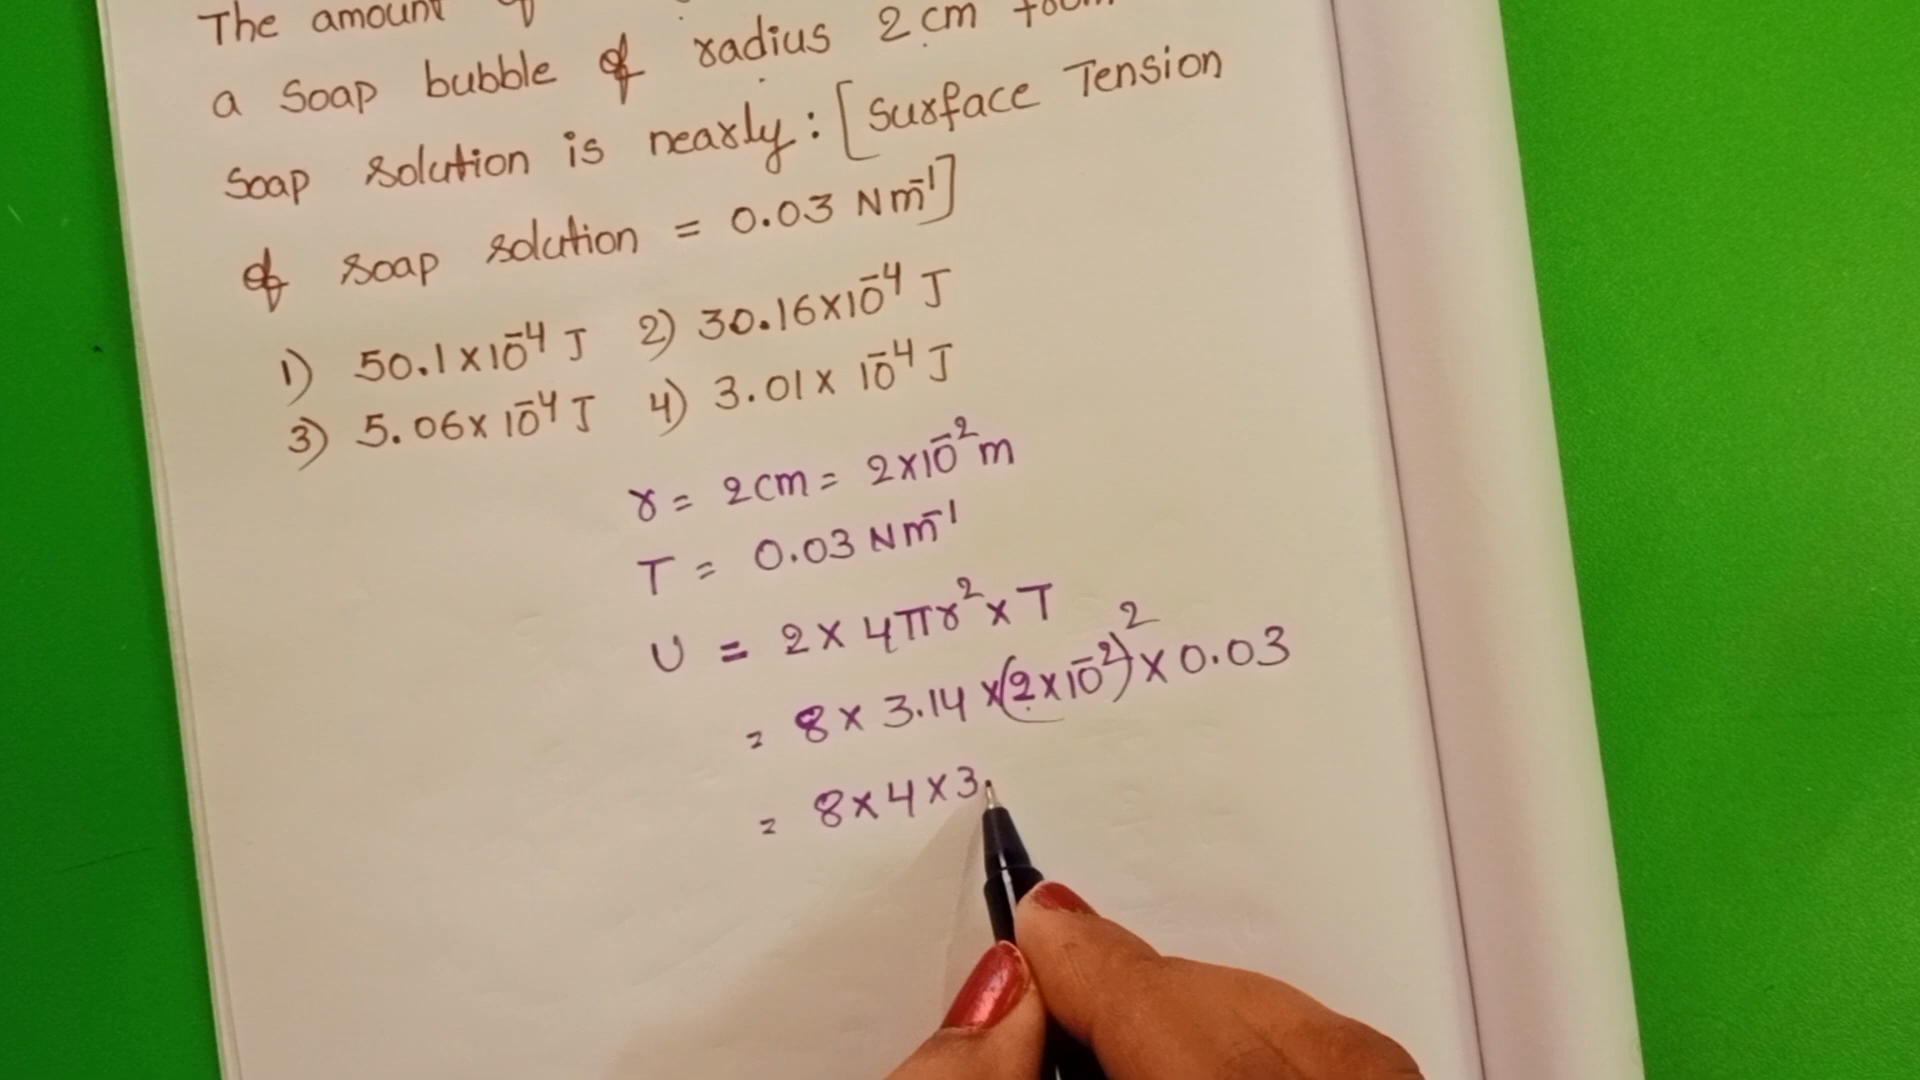 The amount
a Soap bubble of radius 2 cm from
Soap solution is nearly: [Surface Tension
of soap solution = 0.03 Nm⁻¹]
1) 50.1×10⁻⁴ J 2) 30.16×10⁻⁴ J
3) 5.06×10⁻⁴ J 4) 3.01×10⁻⁴ J
r = 2cm = 2×10⁻²m
T = 0.03 Nm⁻¹
U = 2×4πr²×T
= 8×3.14×(2×10⁻²)²×0.03
= 8×4×3.